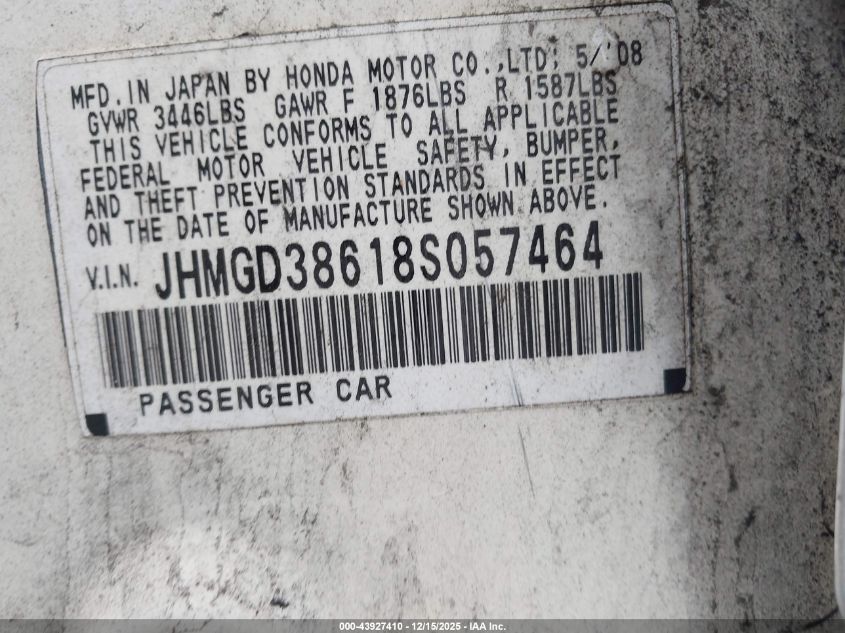 MFD. IN JAPAN BY HONDA MOTOR CO., LTD; 5/'08
GVWR 3446LBS GAWR F 1876LBS R 1587LBS
THIS VEHICLE CONFORMS TO ALL APPLICABLE
FEDERAL MOTOR VEHICLE SAFETY, BUMPER,
AND THEFT PREVENTION STANDARDS IN EFFECT
ON THE DATE OF MANUFACTURE SHOWN ABOVE.
V.I.N. JHMGD38618S057464
PASSENGER CAR
000-43927410 - 12/15/2025 - IAA Inc.